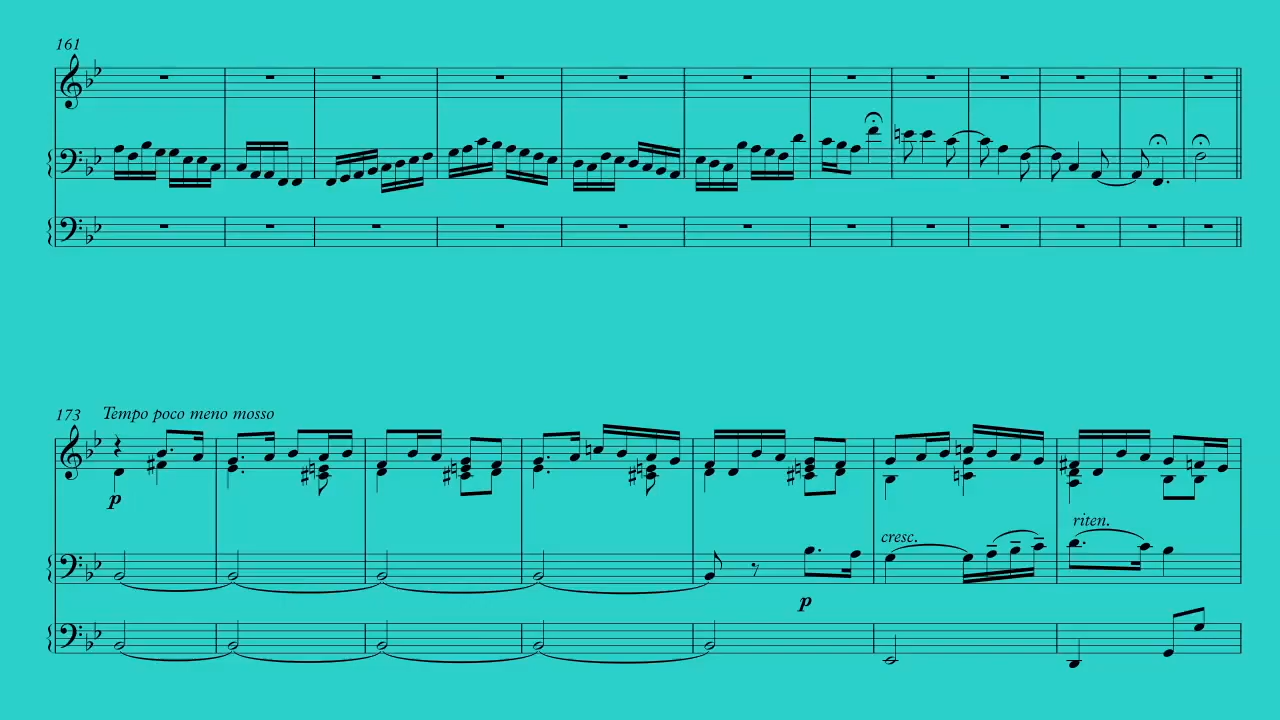 161
173 Tempo poco meno mosso
p
riten.
cresc.
p